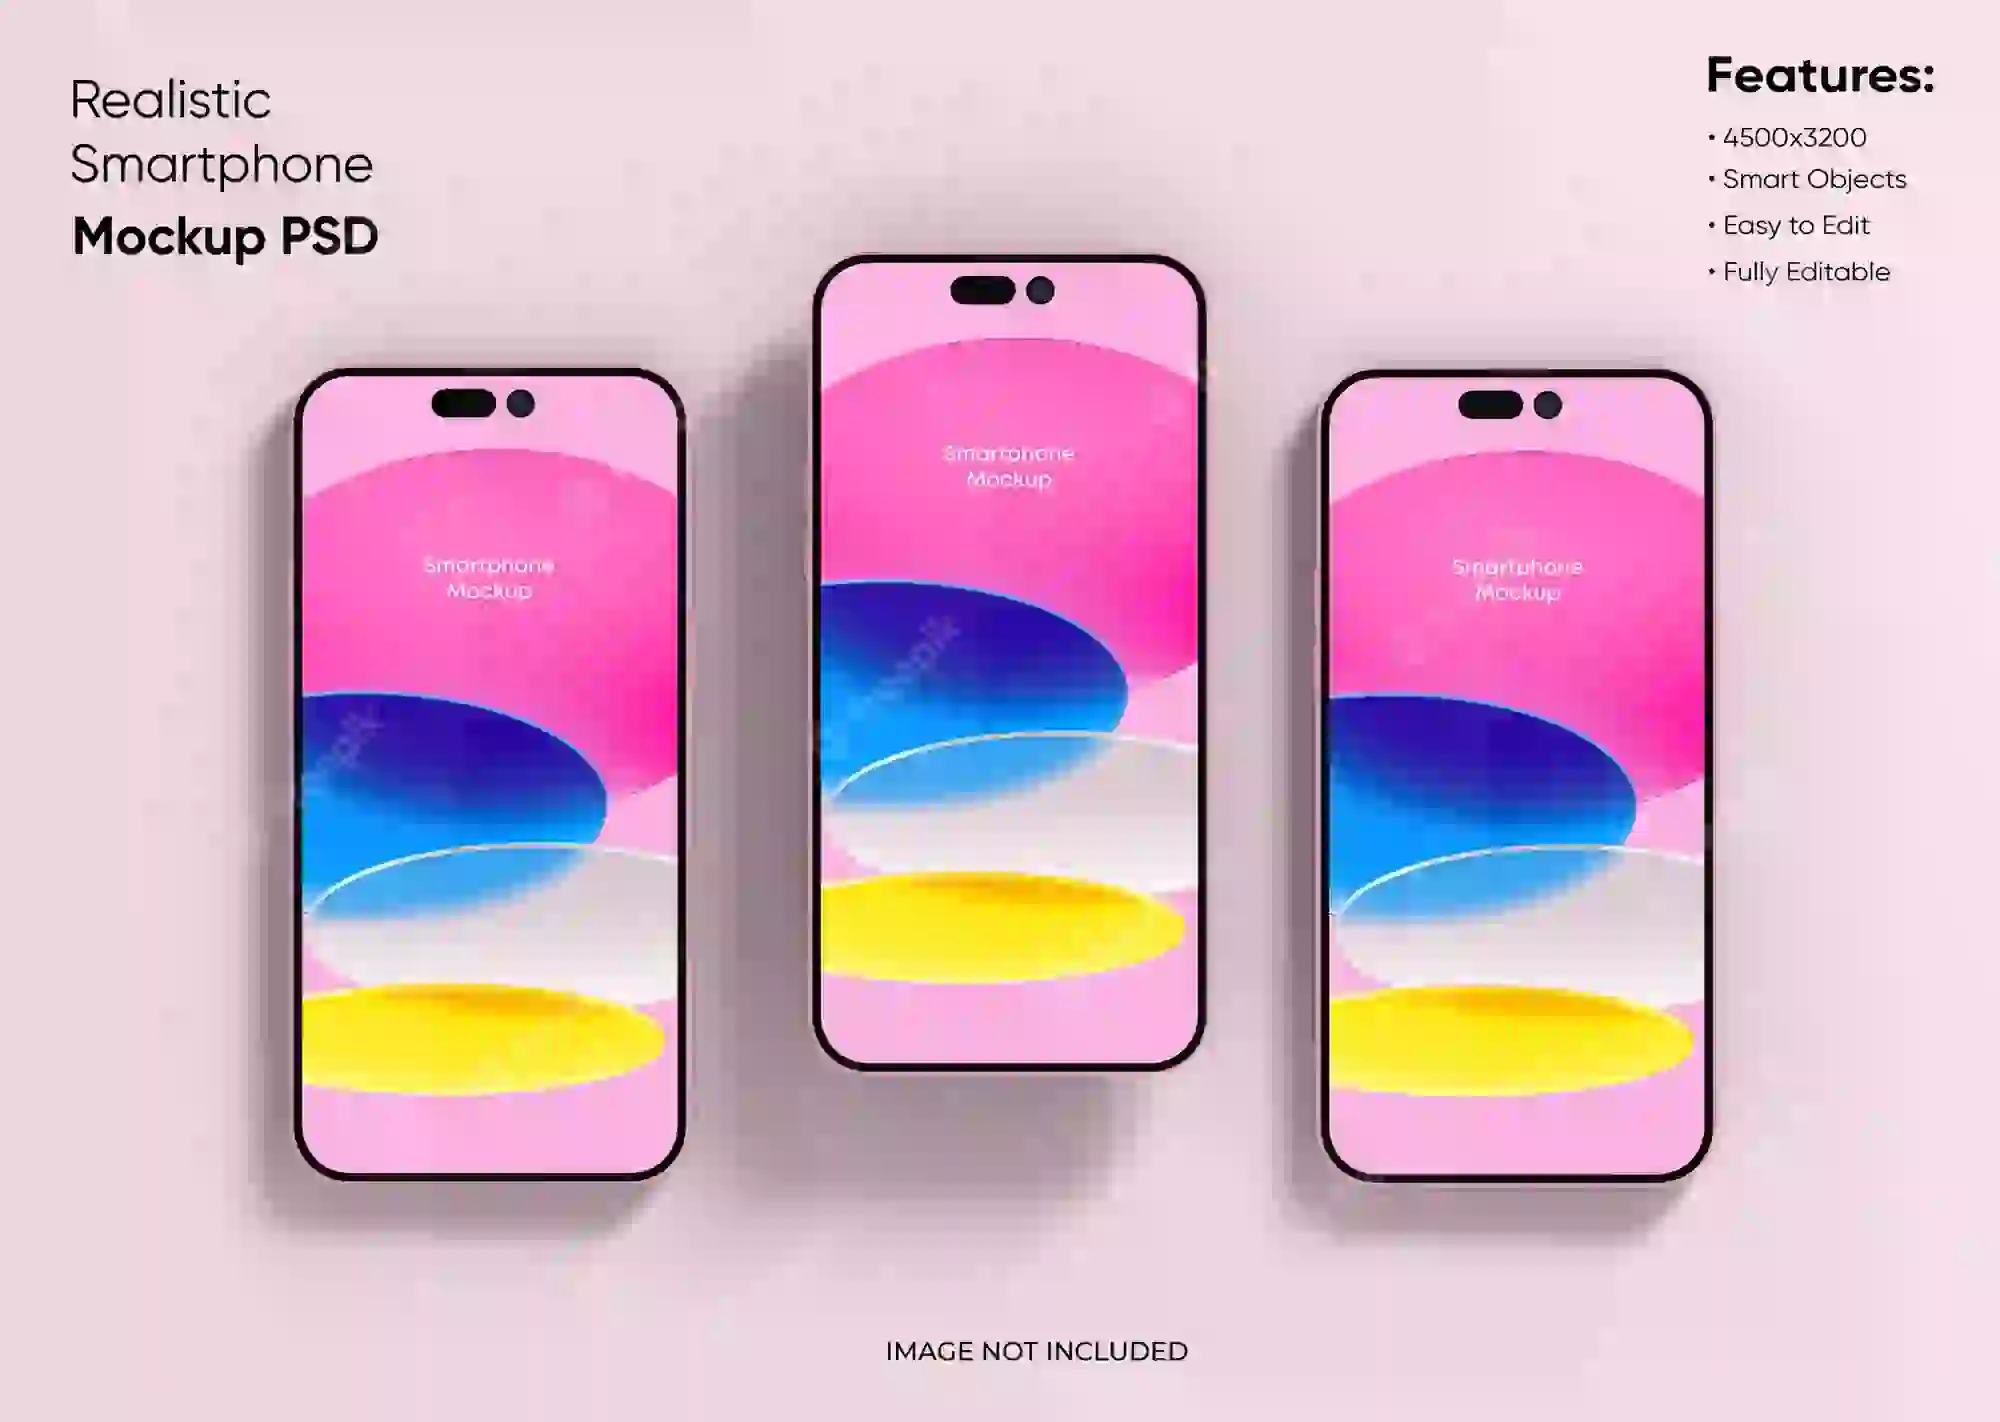 Realistic
Smartphone
Mockup PSD
Features:
• 4500x3200
• Smart Objects
• Easy to Edit
• Fully Editable
Smartphone
Mockup
Smartphone
Mockup
Smartphone
Mockup
IMAGE NOT INCLUDED